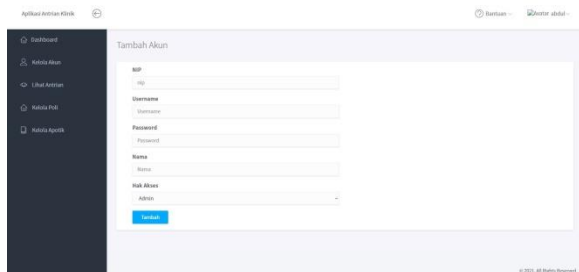 Aplikasi Antrian Klinik
Bantuan
Avatar abdul
Dashboard
Kelola Akun
Lihat Antrian
Kelola Poli
Kelola Apotik
Tambah Akun
NIP
nip
Username
Username
Password
Password
Nama
Nama
Hak Akses
Admin
Tambah
© 2021. All Rights Reserved